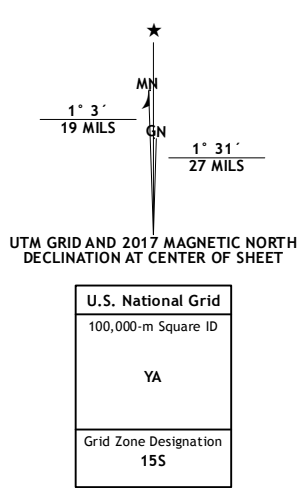 ★
MN
1° 3´
19 MILS
GN
1° 31´
27 MILS
UTM GRID AND 2017 MAGNETIC NORTH
DECLINATION AT CENTER OF SHEET
U.S. National Grid
100,000-m Square ID
YA
Grid Zone Designation
15S